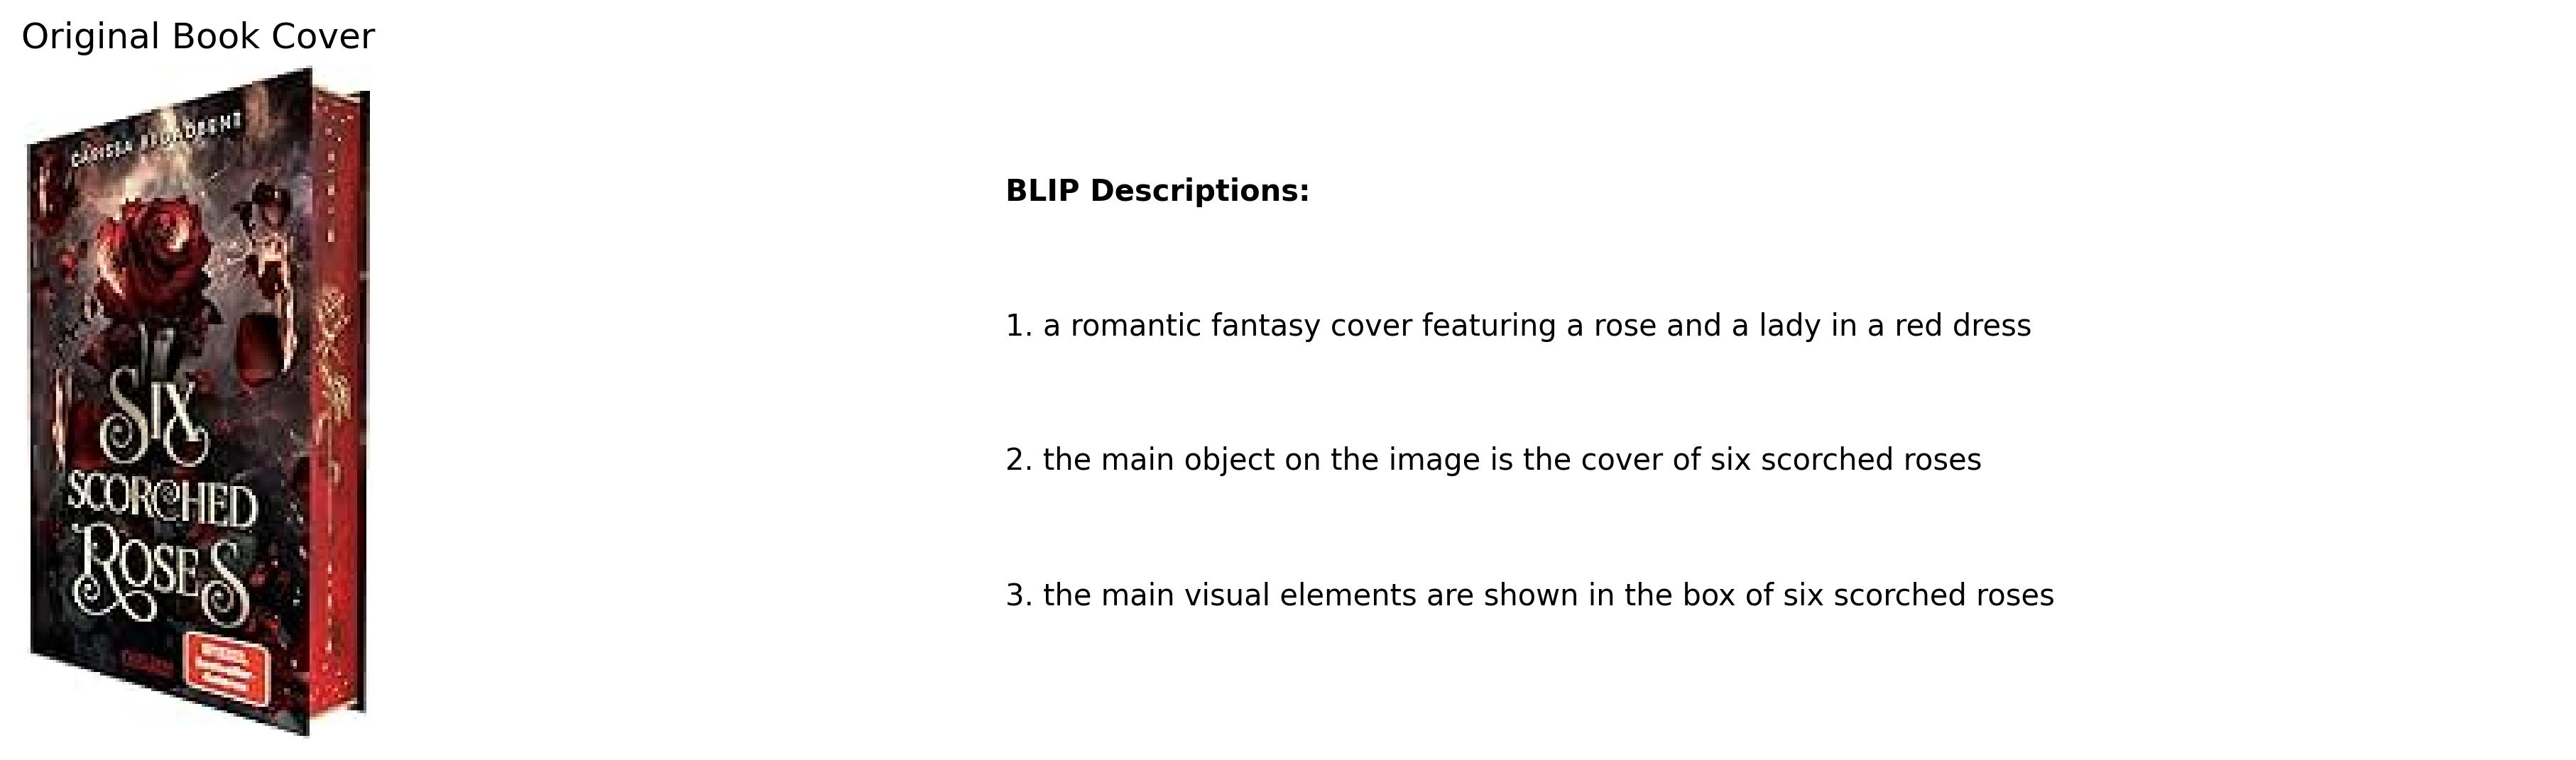 Original Book Cover
CARISSA BROADBENT
SIX
SCORCHED
ROSES
BLIP Descriptions:
1. a romantic fantasy cover featuring a rose and a lady in a red dress
2. the main object on the image is the cover of six scorched roses
3. the main visual elements are shown in the box of six scorched roses